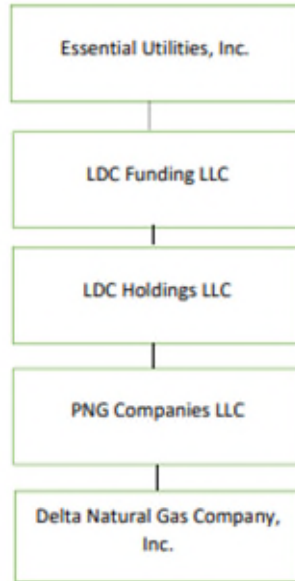 Essential Utilities, Inc.
LDC Funding LLC
LDC Holdings LLC
PNG Companies LLC
Delta Natural Gas Company,
Inc.